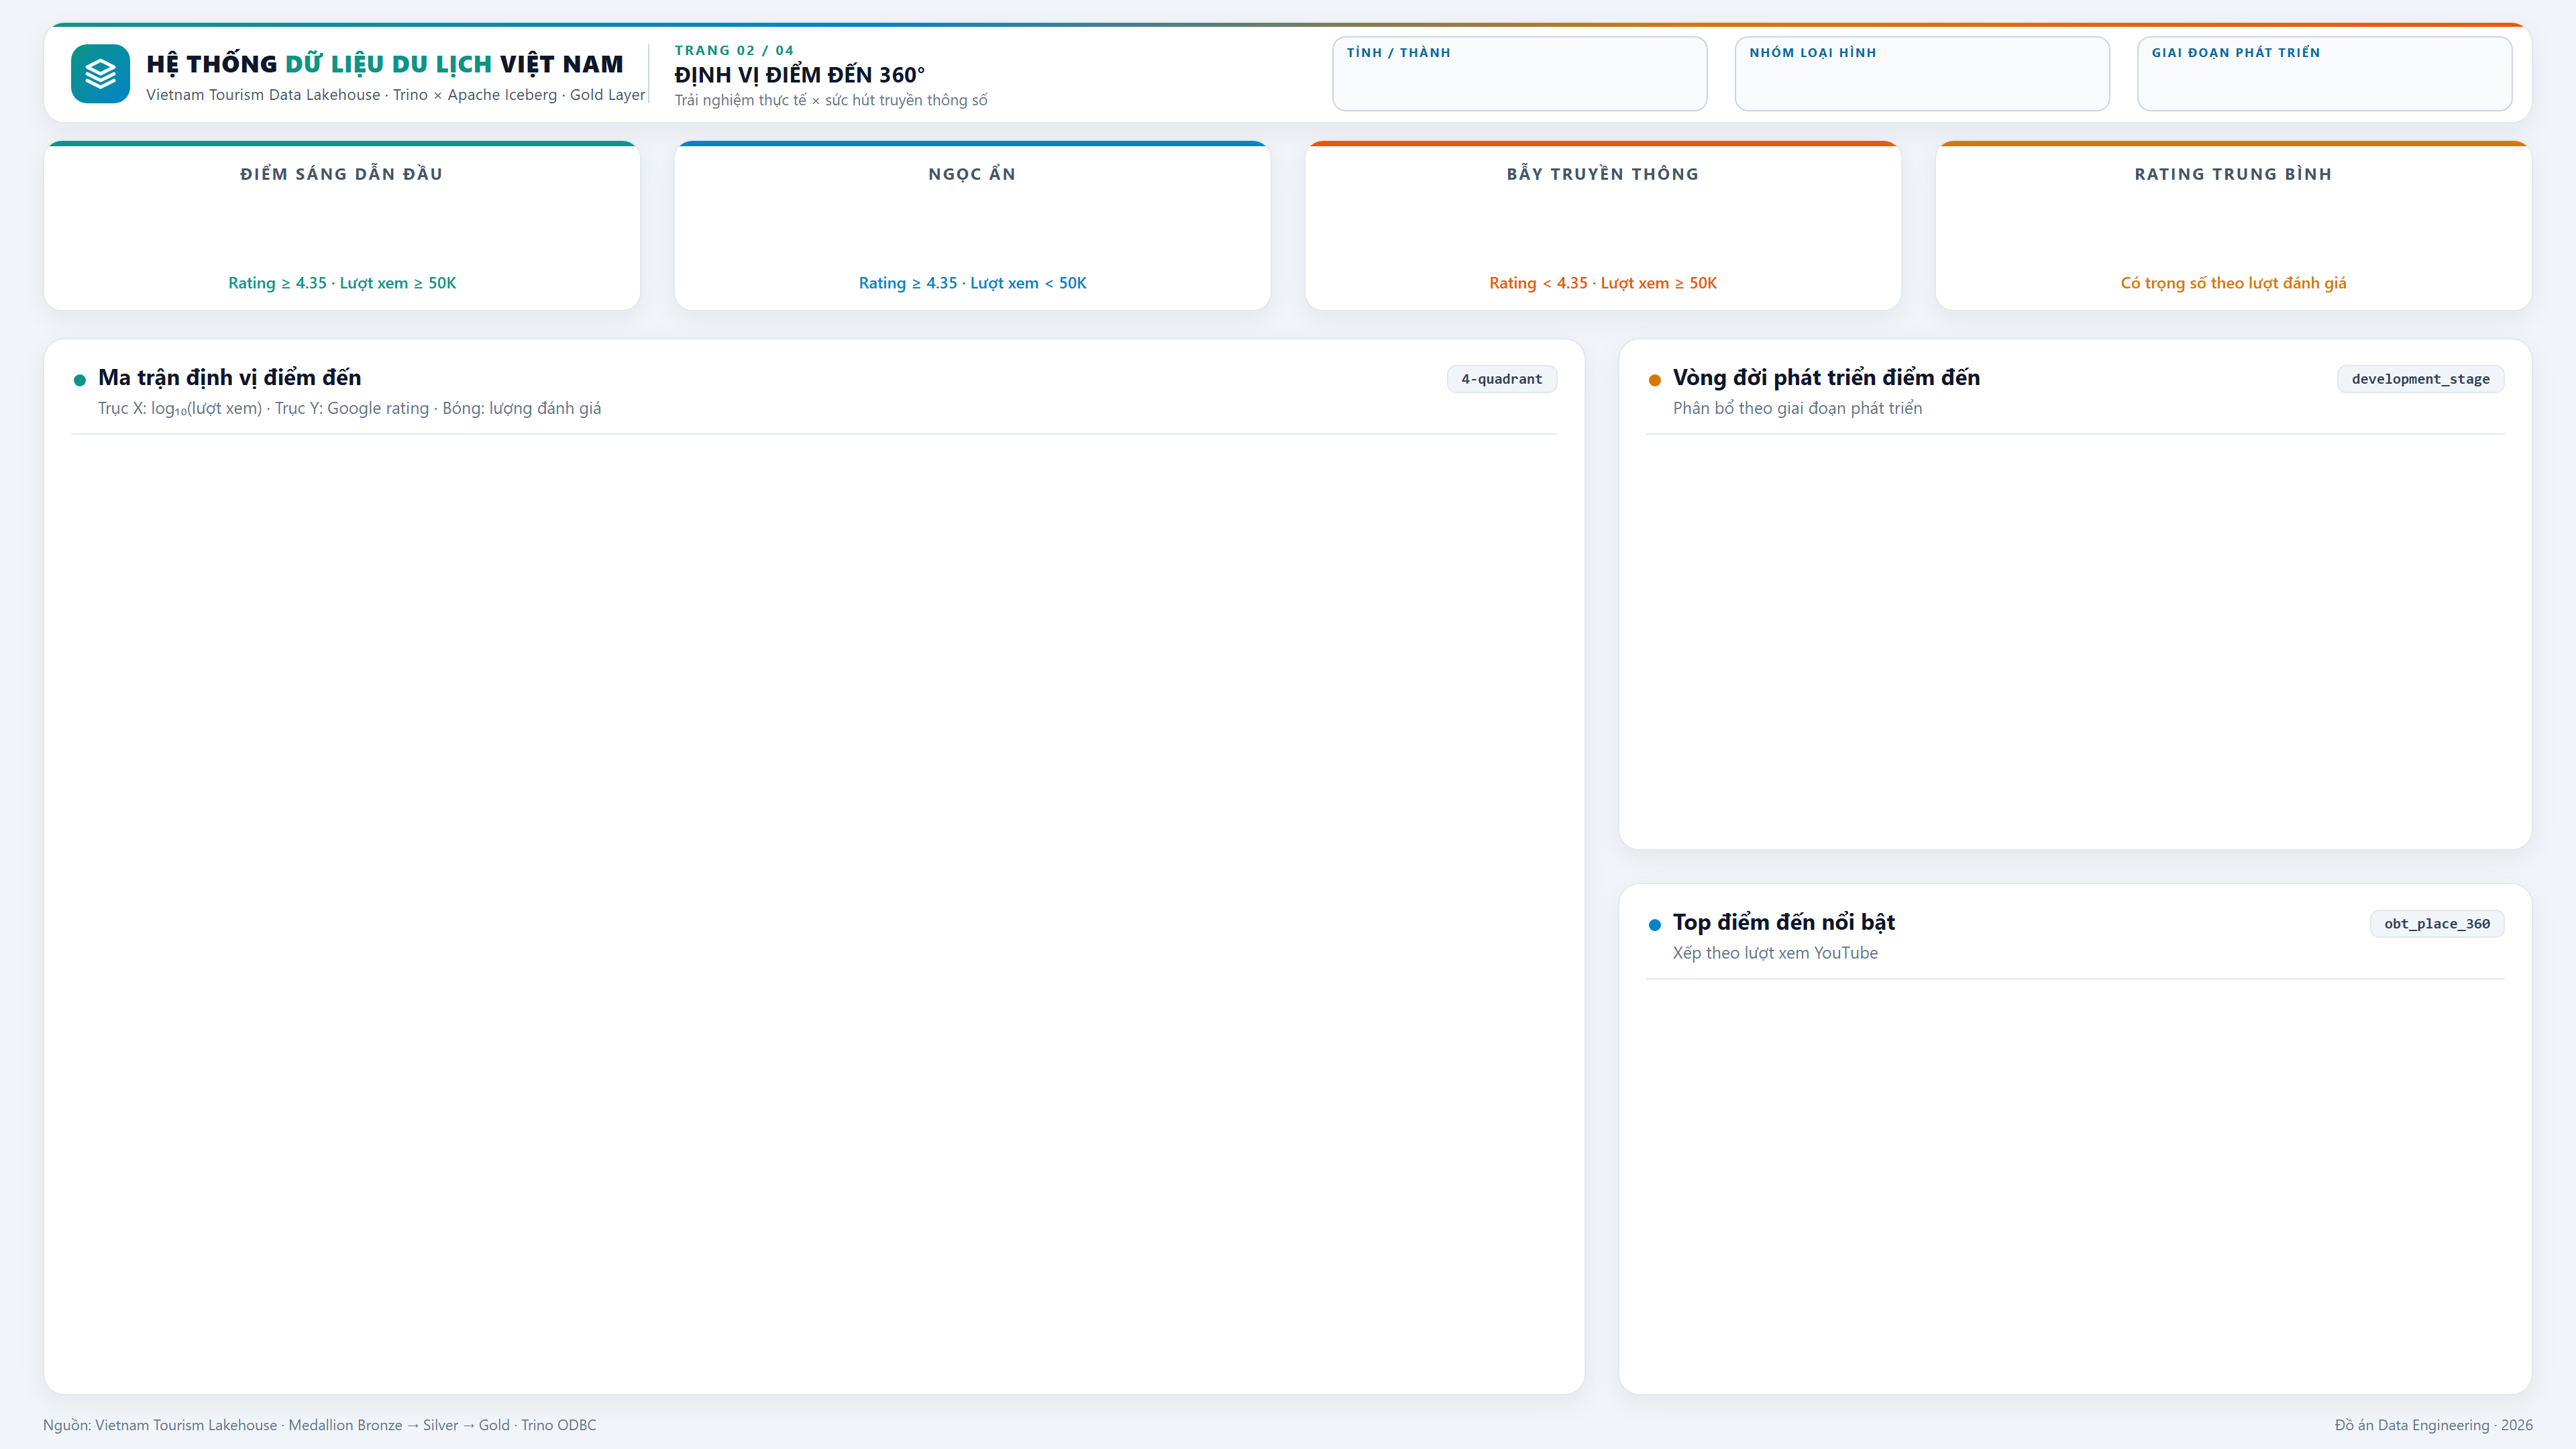 HỆ THỐNG DỮ LIỆU DU LỊCH VIỆT NAM
Vietnam Tourism Data Lakehouse · Trino × Apache Iceberg · Gold Layer
TRANG 02 / 04
ĐỊNH VỊ ĐIỂM ĐẾN 360°
Trải nghiệm thực tế × sức hút truyền thông số
TỈNH / THÀNH
NHÓM LOẠI HÌNH
GIAI ĐOẠN PHÁT TRIỂN
ĐIỂM SÁNG DẪN ĐẦU
Rating ≥ 4.35 · Lượt xem ≥ 50K
NGỌC ẨN
Rating ≥ 4.35 · Lượt xem < 50K
BẪY TRUYỀN THÔNG
Rating < 4.35 · Lượt xem ≥ 50K
RATING TRUNG BÌNH
Có trọng số theo lượt đánh giá
Ma trận định vị điểm đến
4-quadrant
Trục X: log₁₀(lượt xem) · Trục Y: Google rating · Bóng: lượng đánh giá
Vòng đời phát triển điểm đến
development_stage
Phân bổ theo giai đoạn phát triển
Top điểm đến nổi bật
obt_place_360
Xếp theo lượt xem YouTube
Nguồn: Vietnam Tourism Lakehouse · Medallion Bronze → Silver → Gold · Trino ODBC
Đồ án Data Engineering · 2026